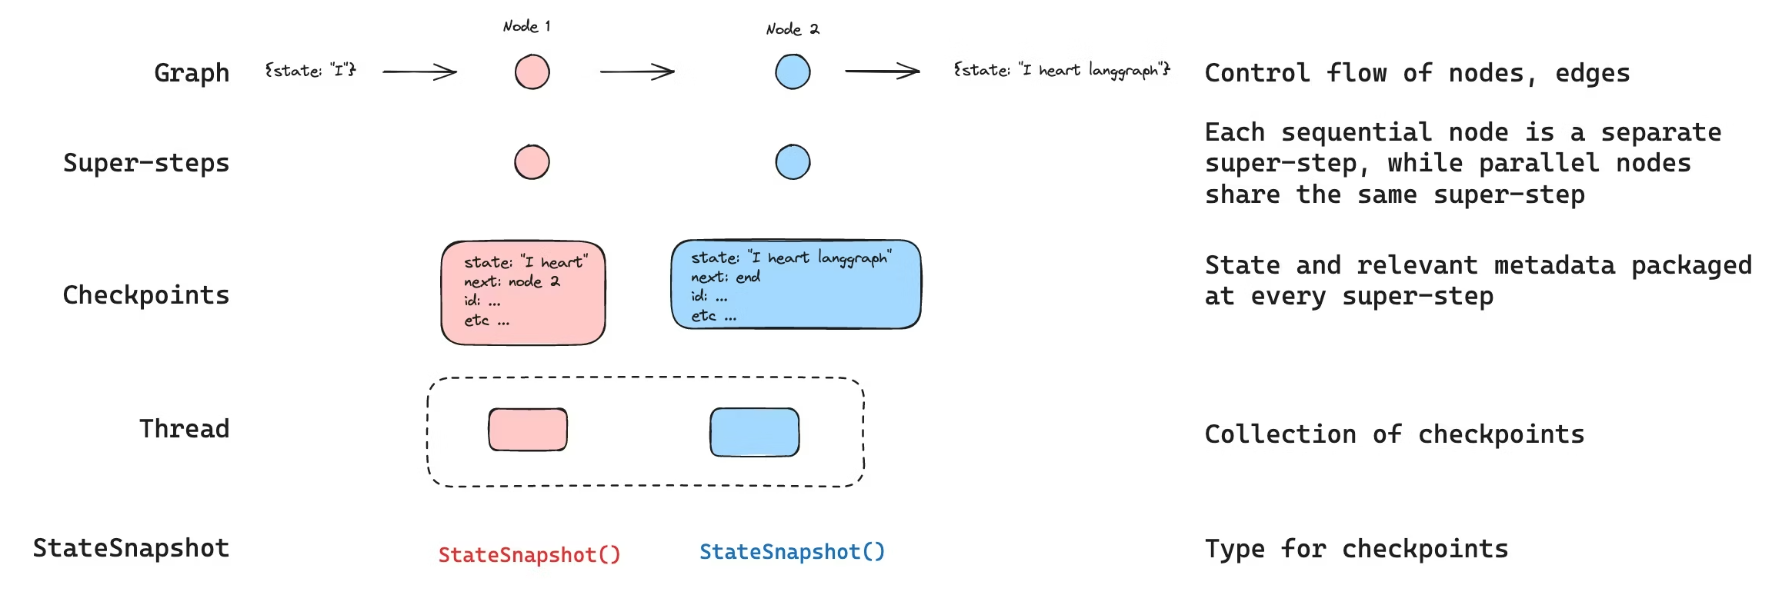 Node 1
Node 2
Graph
{state: "I"}
{state: "I heart langgraph"}
Control flow of nodes, edges
Super-steps
Each sequential node is a separate
super-step, while parallel nodes
share the same super-step
Checkpoints
state: "I heart"
next: node 2
id: ...
etc ...
state: "I heart langgraph"
next: end
id: ...
etc ...
State and relevant metadata packaged
at every super-step
Thread
Collection of checkpoints
StateSnapshot
StateSnapshot()
StateSnapshot()
Type for checkpoints